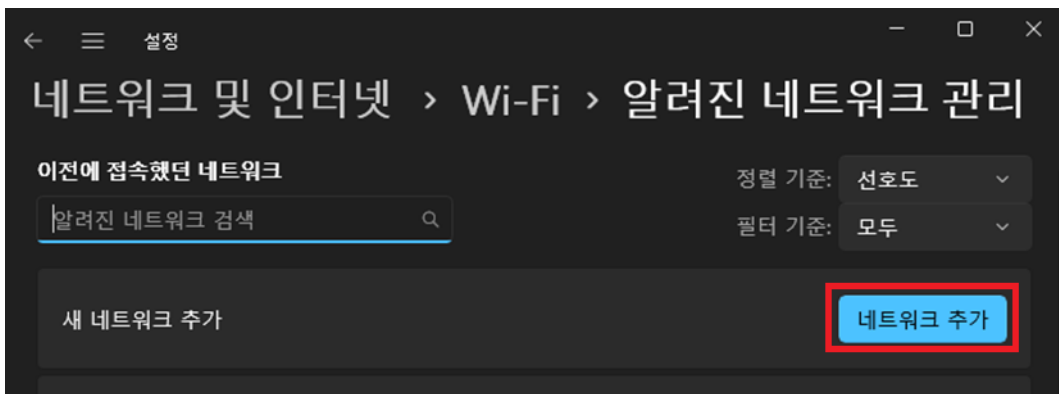 설정
네트워크 및 인터넷 › Wi-Fi › 알려진 네트워크 관리
이전에 접속했던 네트워크
정렬 기준: 선호도
알려진 네트워크 검색
필터 기준: 모두
새 네트워크 추가
네트워크 추가